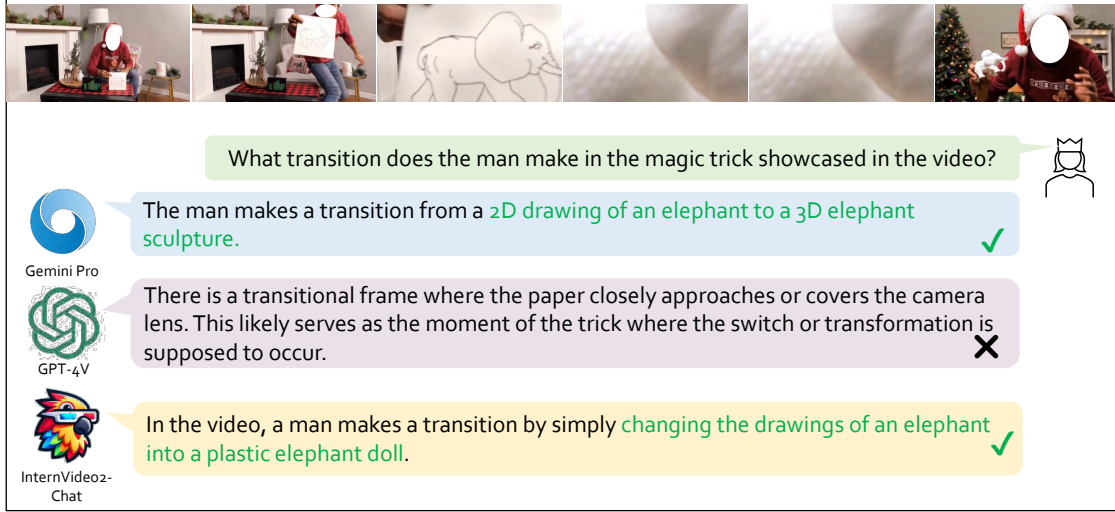 What transition does the man make in the magic trick showcased in the video?
The man makes a transition from a 2D drawing of an elephant to a 3D elephant
sculpture.
Gemini Pro
There is a transitional frame where the paper closely approaches or covers the camera
lens. This likely serves as the moment of the trick where the switch or transformation is
supposed to occur.
GPT-4V
In the video, a man makes a transition by simply changing the drawings of an elephant
into a plastic elephant doll.
InternVideo2-
Chat